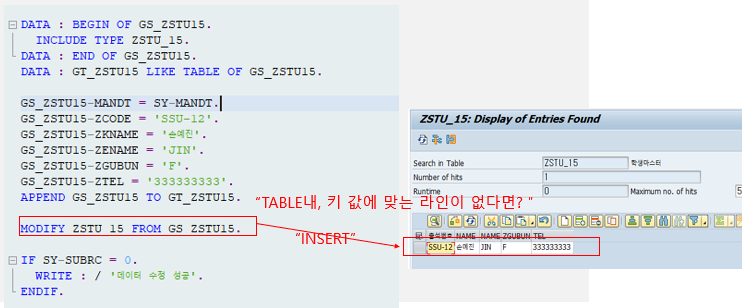 DATA : BEGIN OF GS_ZSTU15.
INCLUDE TYPE ZSTU_15.
DATA : END OF GS_ZSTU15.
DATA : GT_ZSTU15 LIKE TABLE OF GS_ZSTU15.
GS_ZSTU15-MANDT = SY-MANDT.
GS_ZSTU15-ZCODE = 'SSU-12'.
GS_ZSTU15-ZKNAME = '손예진'.
GS_ZSTU15-ZENAME = 'JIN'.
GS_ZSTU15-ZGUBUN = 'F'.
GS_ZSTU15-ZTEL = '333333333'.
APPEND GS_ZSTU15 TO GT_ZSTU15.
MODIFY ZSTU_15 FROM GS_ZSTU15.
IF SY-SUBRC = 0.
WRITE : / '데이터 수정 성공'.
ENDIF.
“TABLE내, 키 값에 맞는 라인이 없다면? "
“INSERT”
ZSTU_15: Display of Entries Found
Search in Table ZSTU_15 학생마스터
Number of hits 1
Runtime 0 Maximum no. of hits 5
출석번호 NAME NAME ZGUBUN TEL
SSU-12 손예진 JIN F 333333333